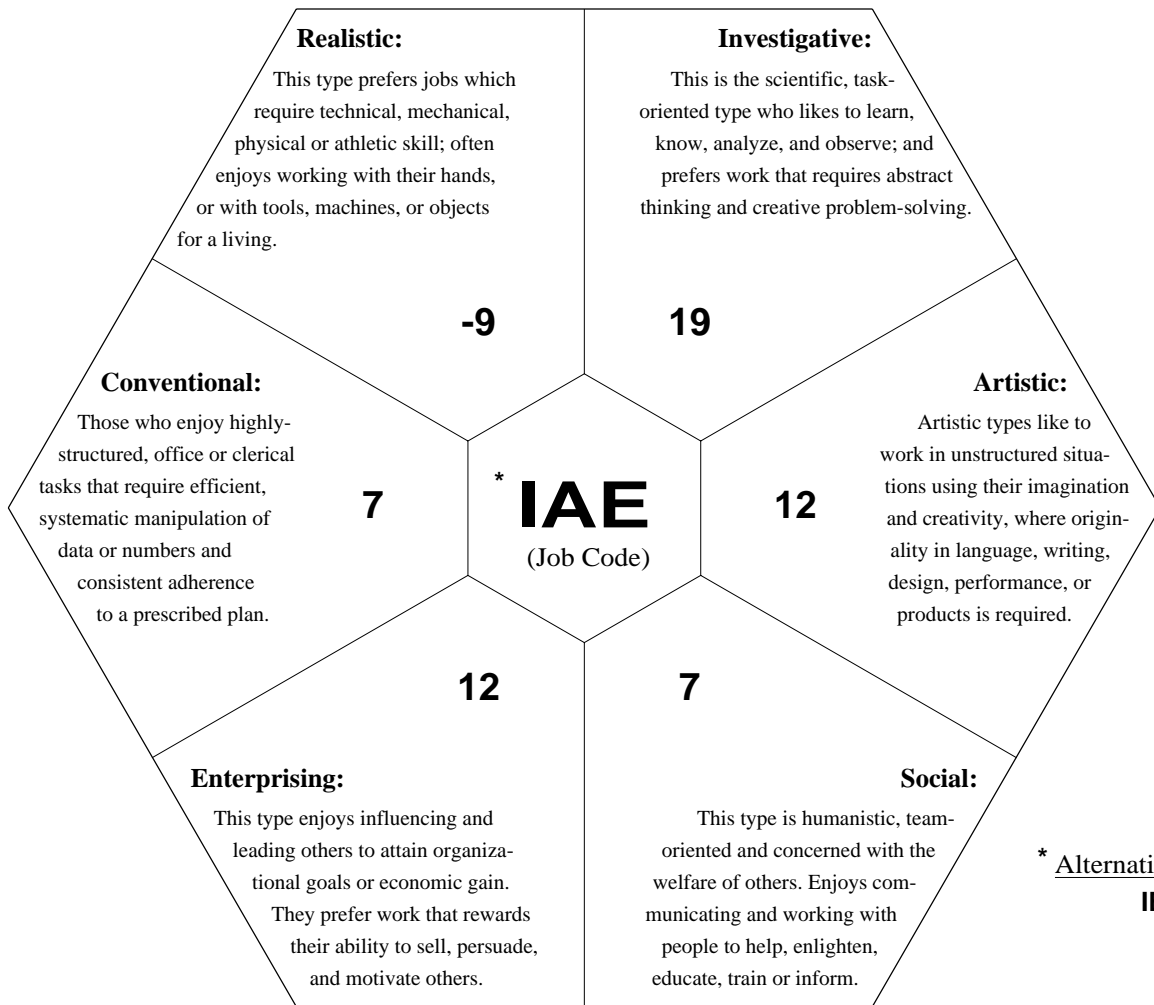 Realistic:
This type prefers jobs which
require technical, mechanical,
physical or athletic skill; often
enjoys working with their hands,
or with tools, machines, or objects
for a living.
-9
Investigative:
This is the scientific, task-
oriented type who likes to learn,
know, analyze, and observe; and
prefers work that requires abstract
thinking and creative problem-solving.
19
Conventional:
Those who enjoy highly-
structured, office or clerical
tasks that require efficient,
systematic manipulation of
data or numbers and
consistent adherence
to a prescribed plan.
7
* IAE
(Job Code)
Artistic:
Artistic types like to
work in unstructured situa-
tions using their imagination
and creativity, where origin-
ality in language, writing,
design, performance, or
products is required.
12
Enterprising:
This type enjoys influencing and
leading others to attain organiza-
tional goals or economic gain.
They prefer work that rewards
their ability to sell, persuade,
and motivate others.
12
Social:
This type is humanistic, team-
oriented and concerned with the
welfare of others. Enjoys com-
municating and working with
people to help, enlighten,
educate, train or inform.
7
* Alternati